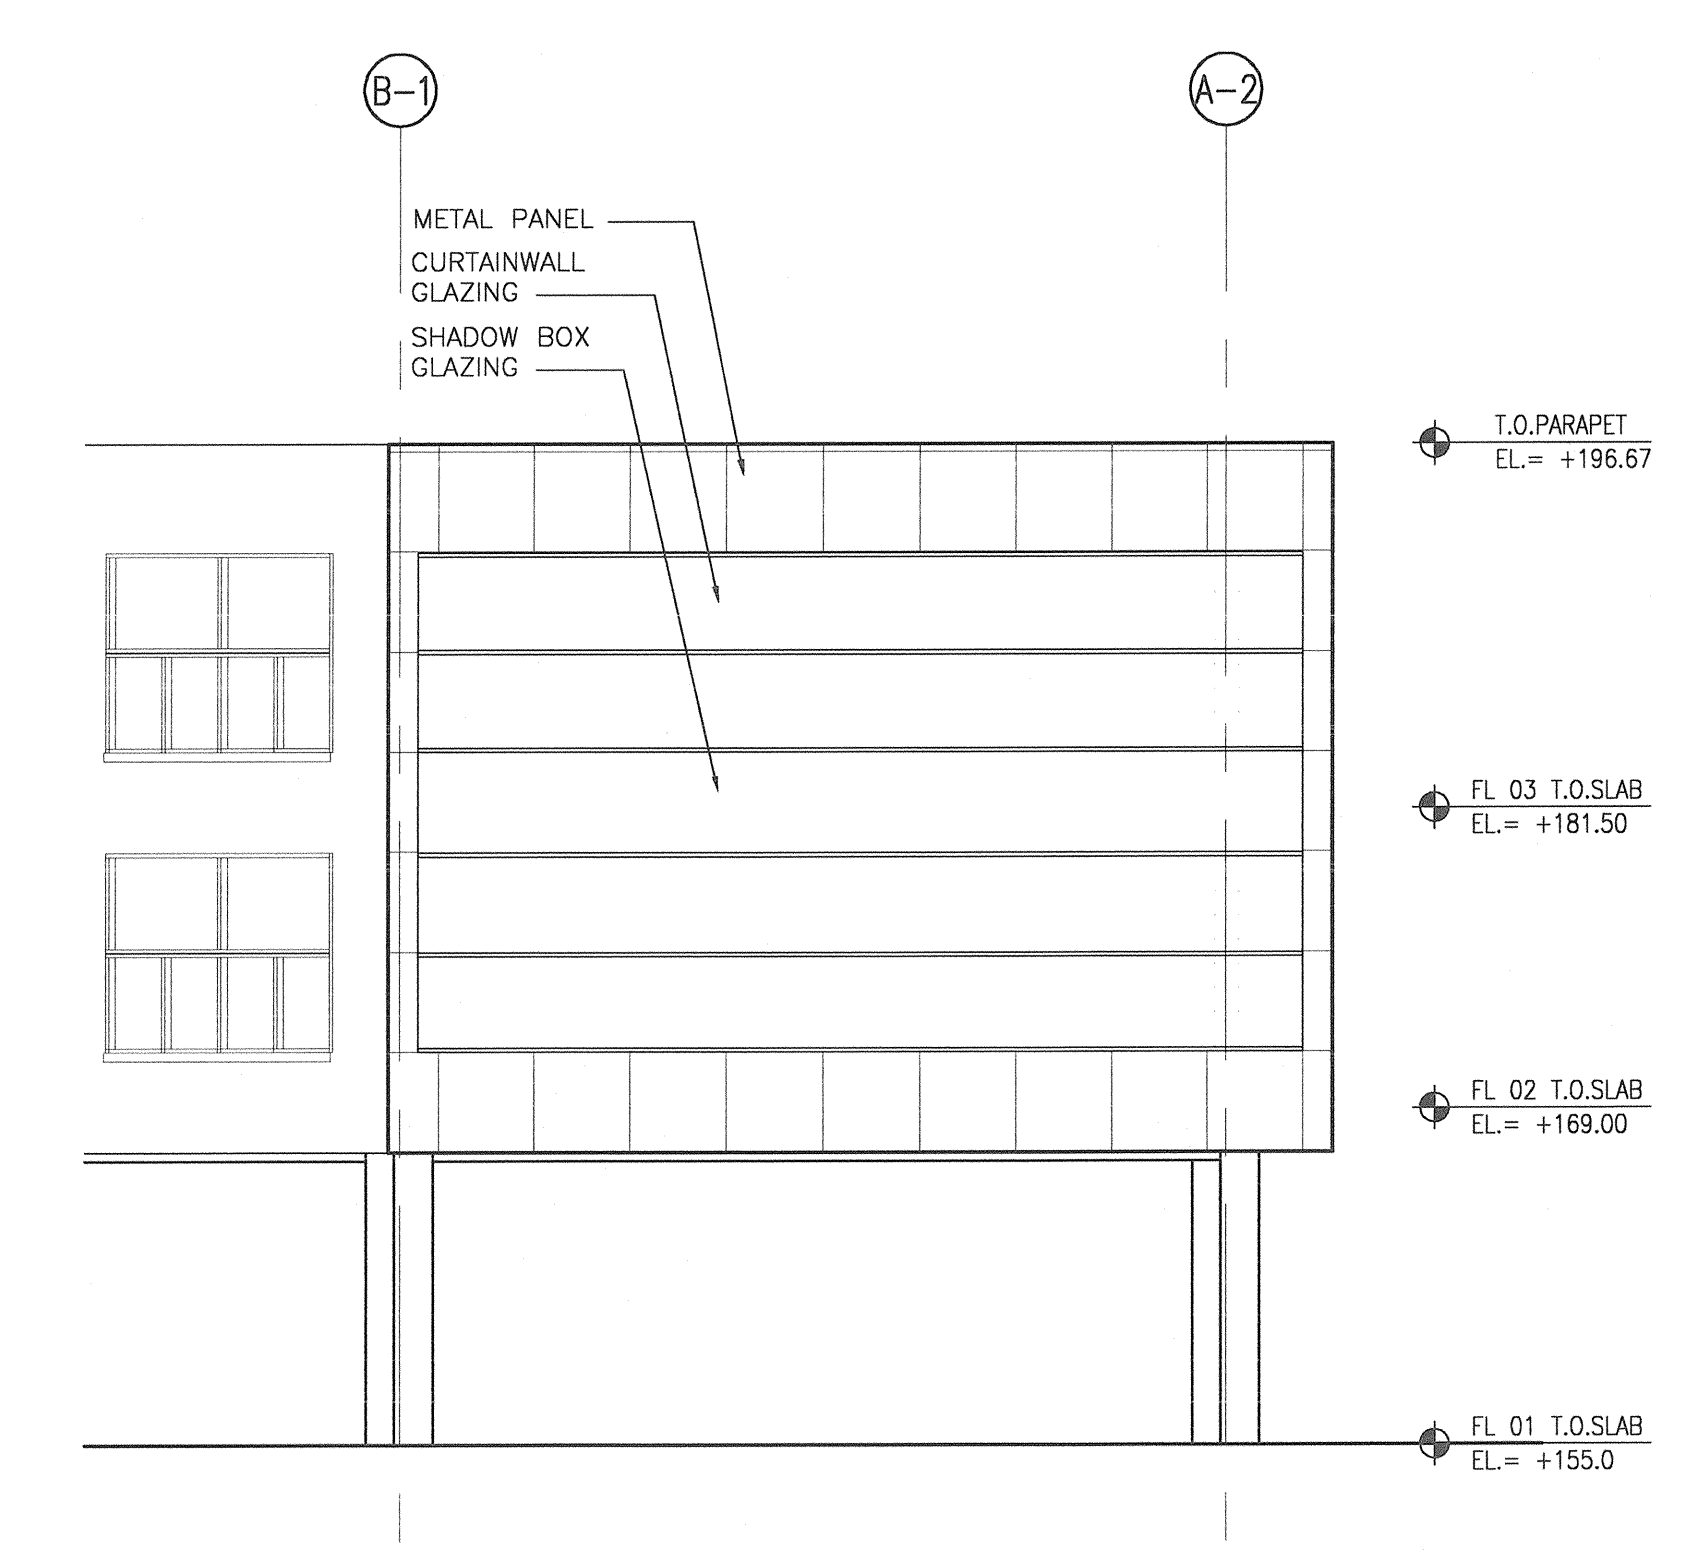 B-1
A-2
METAL PANEL
CURTAINWALL
GLAZING
SHADOW BOX
GLAZING
T.O.PARAPET
EL.= +196.67
FL 03 T.O.SLAB
EL.= +181.50
FL 02 T.O.SLAB
EL.= +169.00
FL 01 T.O.SLAB
EL.= +155.0